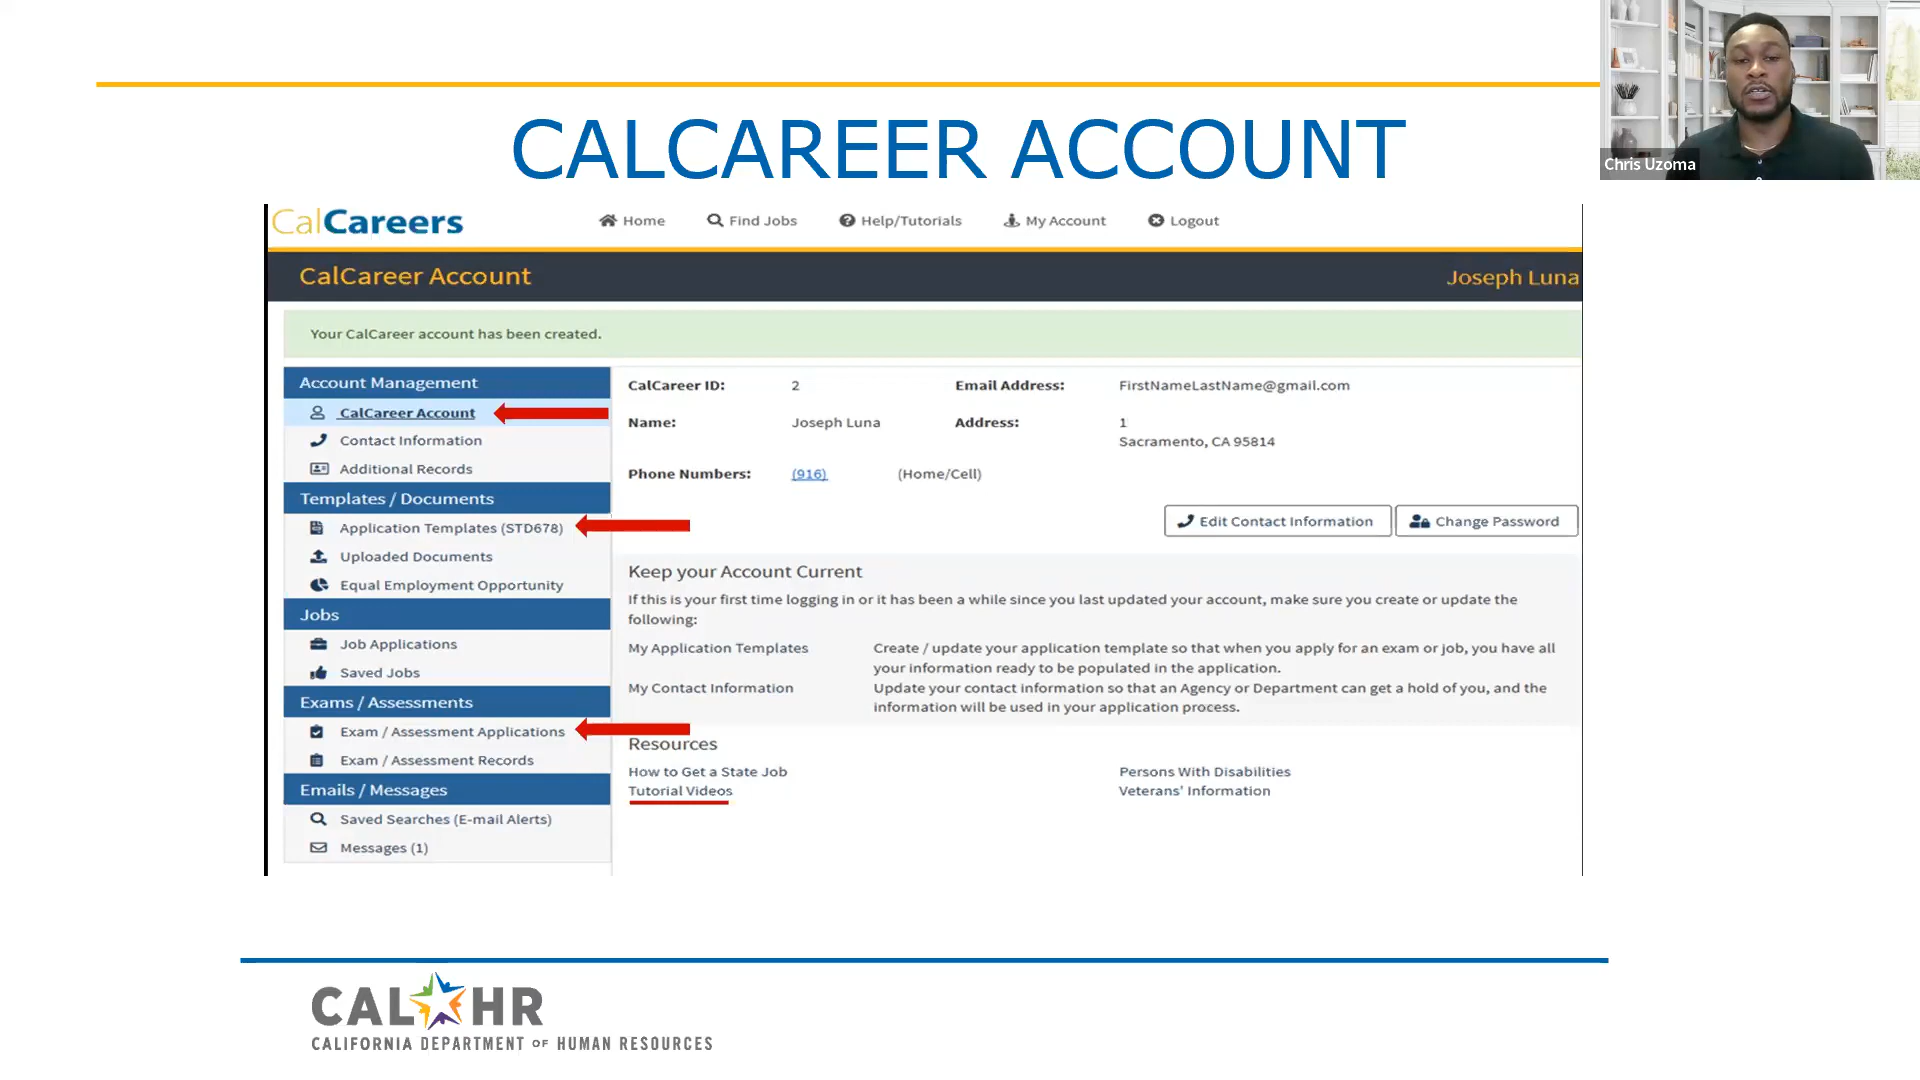 Chris Uzoma
CALCAREER ACCOUNT
CalCareers
Home Find Jobs Help/Tutorials My Account Logout
CalCareer Account Joseph Luna
Your CalCareer account has been created.
Account Management
CalCareer Account
Contact Information
Additional Records
Templates / Documents
Application Templates (STD678)
Uploaded Documents
Equal Employment Opportunity
Jobs
Job Applications
Saved Jobs
Exams / Assessments
Exam / Assessment Applications
Exam / Assessment Records
Emails / Messages
Saved Searches (E-mail Alerts)
Messages (1)
CalCareer ID: 2 Email Address: FirstNameLastName@gmail.com
Name: Joseph Luna Address: 1
Sacramento, CA 95814
Phone Numbers: (916) (Home/Cell)
Edit Contact Information Change Password
Keep your Account Current
If this is your first time logging in or it has been a while since you last updated your account, make sure you create or update the
following:
My Application Templates Create / update your application template so that when you apply for an exam or job, you have all
your information ready to be populated in the application.
My Contact Information Update your contact information so that an Agency or Department can get a hold of you, and the
information will be used in your application process.
Resources
How to Get a State Job Persons With Disabilities
Tutorial Videos Veterans' Information
CAL HR
CALIFORNIA DEPARTMENT OF HUMAN RESOURCES